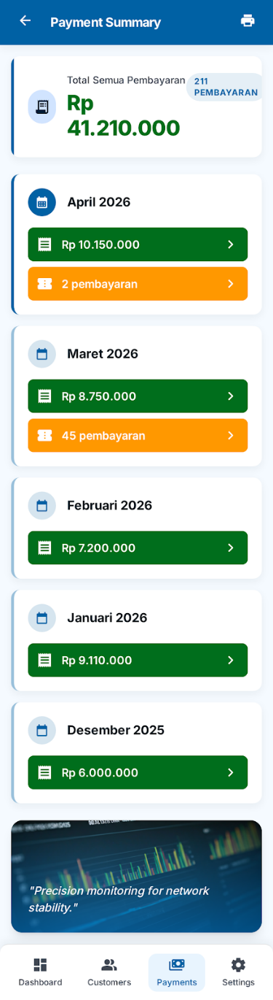 Payment Summary
Total Semua Pembayaran
211
PEMBAYARAN
Rp
41.210.000
April 2026
Rp 10.150.000
2 pembayaran
Maret 2026
Rp 8.750.000
45 pembayaran
Februari 2026
Rp 7.200.000
Januari 2026
Rp 9.110.000
Desember 2025
Rp 6.000.000
"Precision monitoring for network
stability."
Dashboard
Customers
Payments
Settings